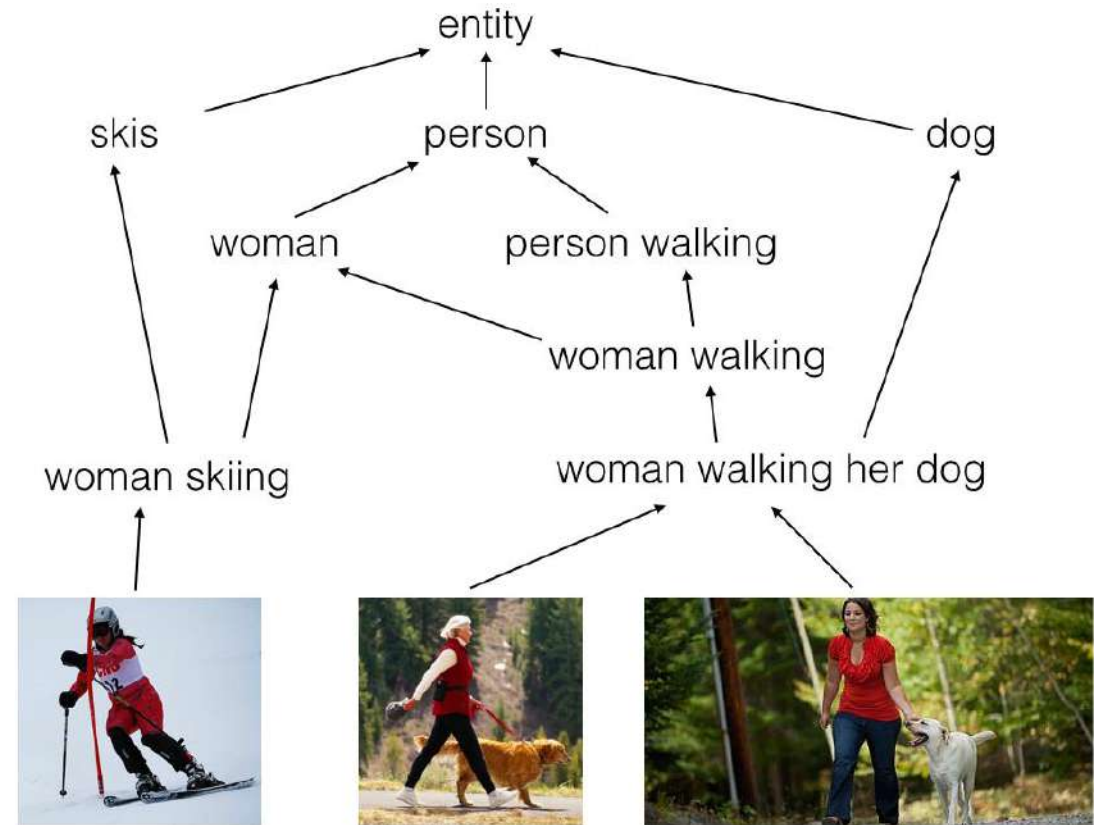 entity
skis
person
dog
woman
person walking
woman walking
woman skiing
woman walking her dog